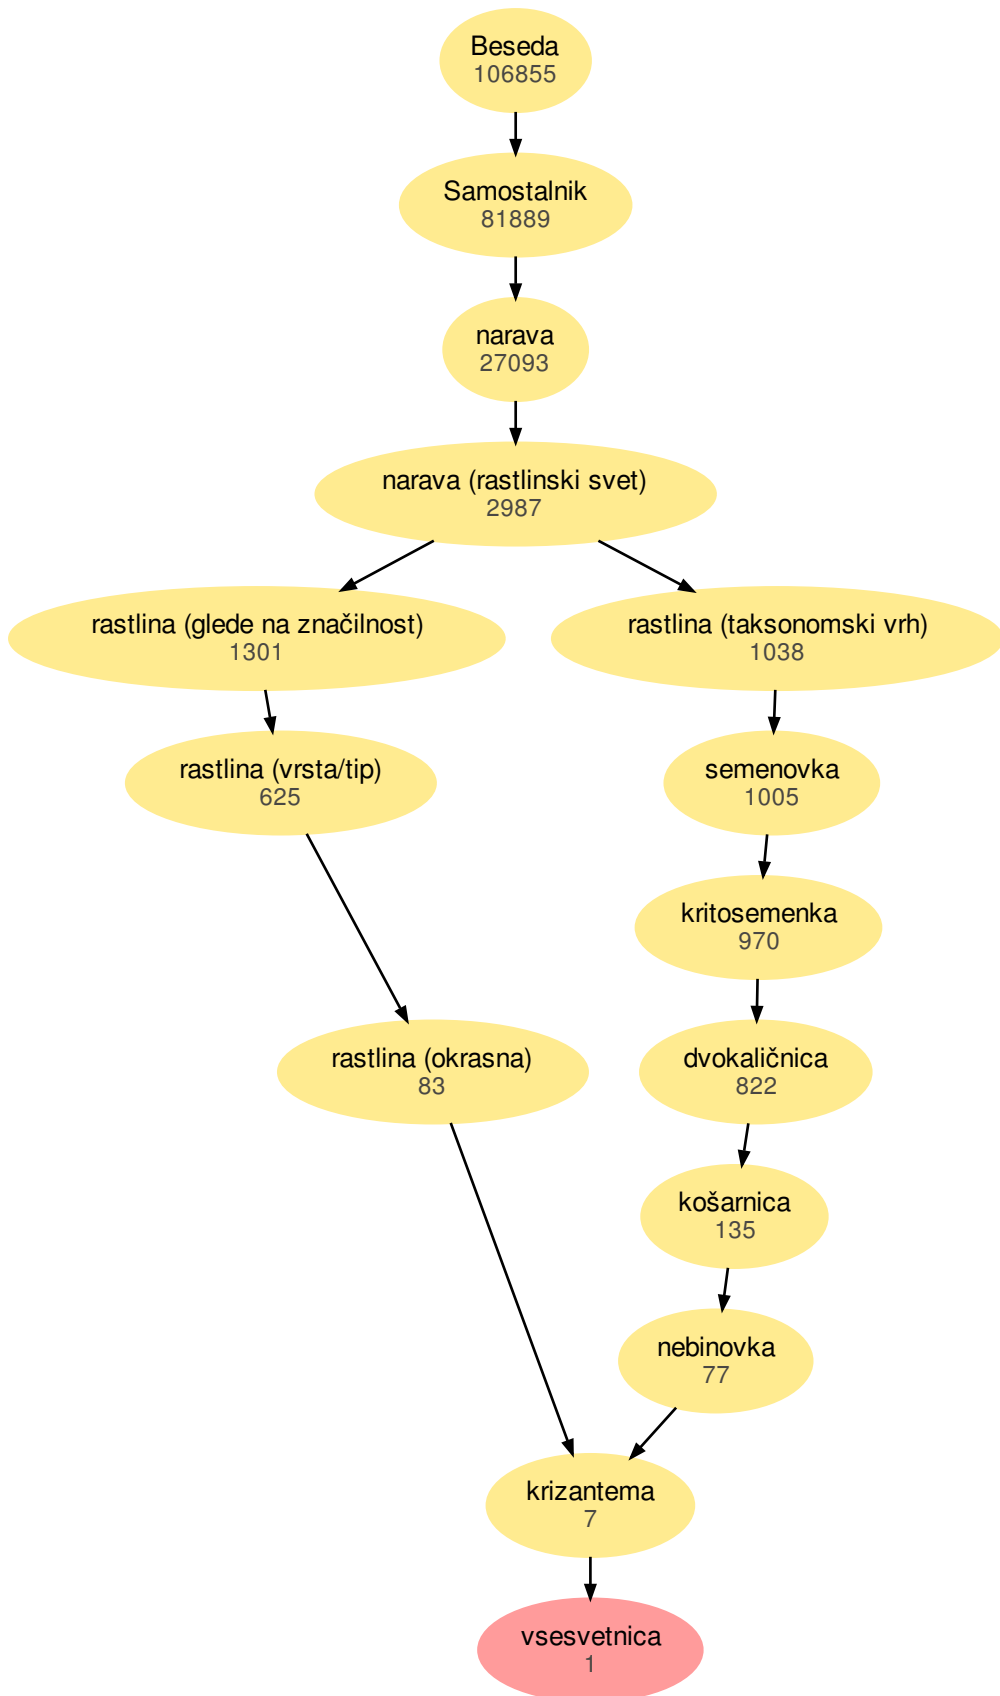 Beseda
106855
Samostalnik
81889
narava
27093
narava (rastlinski svet)
2987
rastlina (glede na značilnost)
1301
rastlina (taksonomski vrh)
1038
rastlina (vrsta/tip)
625
semenovka
1005
kritosemenka
970
rastlina (okrasna)
83
dvokaličnica
822
košarnica
135
nebinovka
77
krizantema
7
vsesvetnica
1